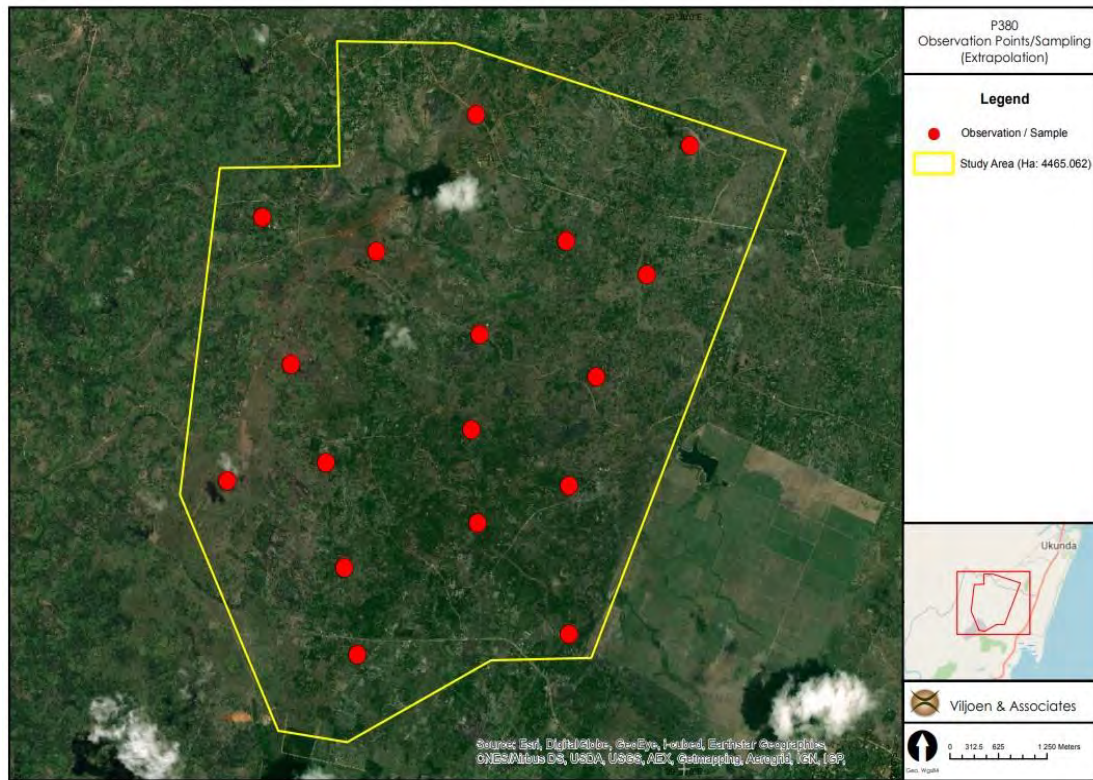 P380
Observation Points/Sampling
(Extrapolation)
Legend
Observation / Sample
Study Area (Ha: 4465.062)
Ukunda
Viljoen & Associates
Geo. Wgs84
0 312.5 625 1 250 Meters
Source: Esri, DigitalGlobe, GeoEye, i-cubed, Earthstar Geographics,
CNES/Airbus DS, USDA, USGS, AEX, Getmapping, Aerogrid, IGN, IGP,